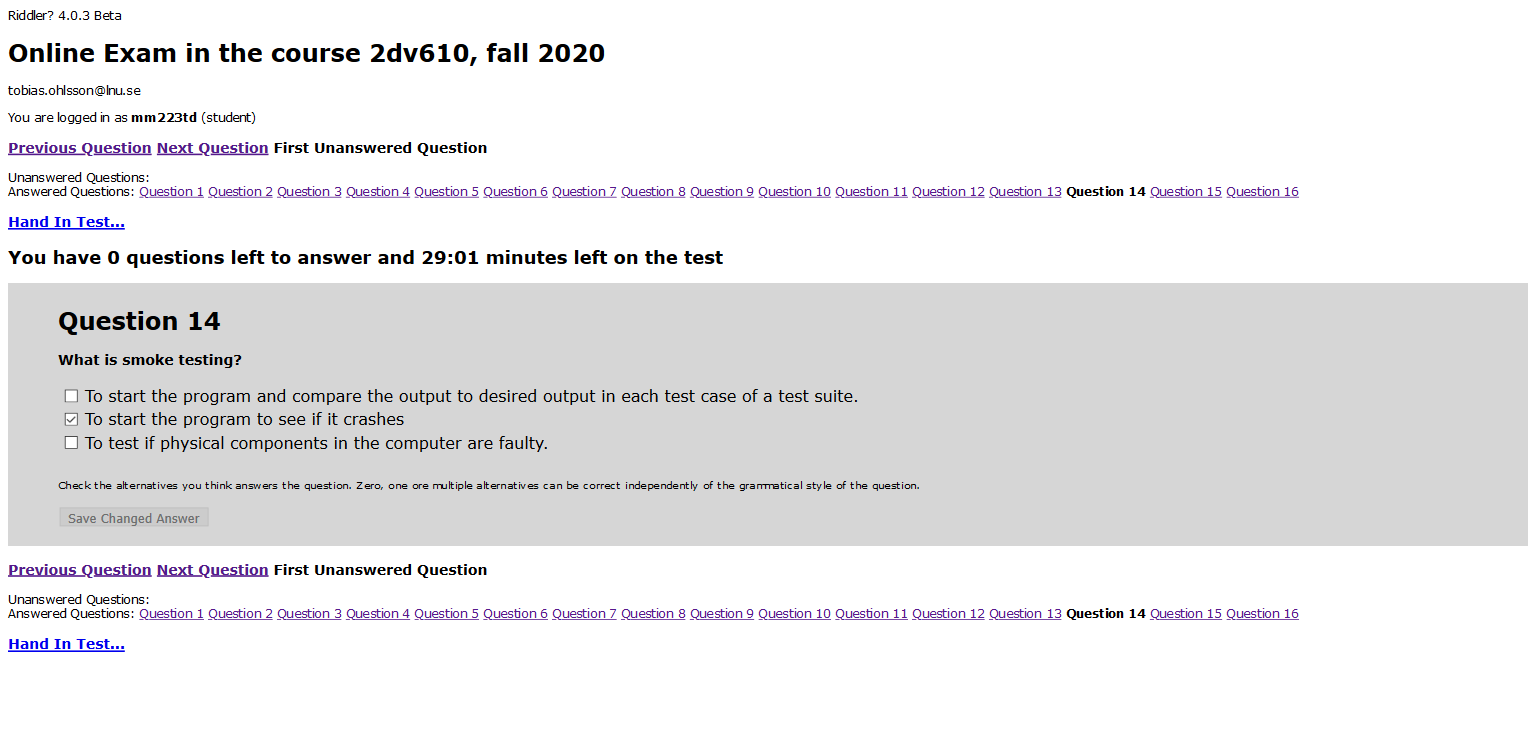 Riddler? 4.0.3 Beta
Online Exam in the course 2dv610, fall 2020
tobias.ohlsson@lnu.se
You are logged in as mm223td (student)
Previous Question Next Question First Unanswered Question
Unanswered Questions:
Answered Questions: Question 1 Question 2 Question 3 Question 4 Question 5 Question 6 Question 7 Question 8 Question 9 Question 10 Question 11 Question 12 Question 13 Question 14 Question 15 Question 16
Hand In Test...
You have 0 questions left to answer and 29:01 minutes left on the test
Question 14
What is smoke testing?
To start the program and compare the output to desired output in each test case of a test suite.
To start the program to see if it crashes
To test if physical components in the computer are faulty.
Check the alternatives you think answers the question. Zero, one ore multiple alternatives can be correct independently of the grammatical style of the question.
Save Changed Answer
Previous Question Next Question First Unanswered Question
Unanswered Questions:
Answered Questions: Question 1 Question 2 Question 3 Question 4 Question 5 Question 6 Question 7 Question 8 Question 9 Question 10 Question 11 Question 12 Question 13 Question 14 Question 15 Question 16
Hand In Test...